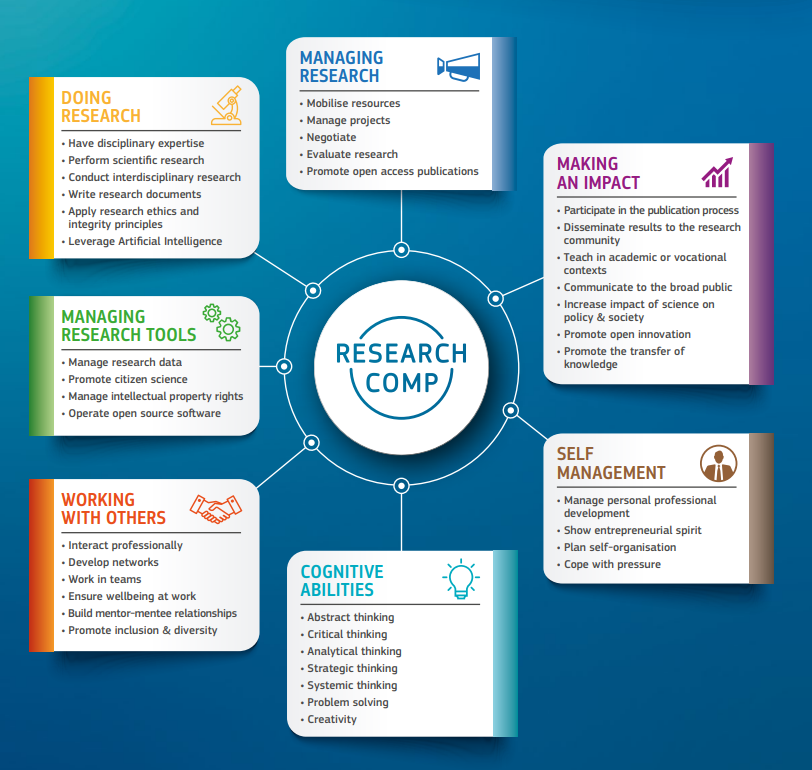 MANAGING
RESEARCH
• Mobilise resources
• Manage projects
• Negotiate
• Evaluate research
• Promote open access publications
DOING
RESEARCH
• Have disciplinary expertise
• Perform scientific research
• Conduct interdisciplinary research
• Write research documents
• Apply research ethics and
integrity principles
• Leverage Artificial Intelligence
MAKING
AN IMPACT
• Participate in the publication process
• Disseminate results to the research
community
• Teach in academic or vocational
contexts
• Communicate to the broad public
• Increase impact of science on
policy & society
• Promote open innovation
• Promote the transfer of
knowledge
MANAGING
RESEARCH TOOLS
• Manage research data
• Promote citizen science
• Manage intellectual property rights
• Operate open source software
RESEARCH
COMP
SELF
MANAGEMENT
• Manage personal professional
development
• Show entrepreneurial spirit
• Plan self-organisation
• Cope with pressure
WORKING
WITH OTHERS
• Interact professionally
• Develop networks
• Work in teams
• Ensure wellbeing at work
• Build mentor-mentee relationships
• Promote inclusion & diversity
COGNITIVE
ABILITIES
• Abstract thinking
• Critical thinking
• Analytical thinking
• Strategic thinking
• Systemic thinking
• Problem solving
• Creativity